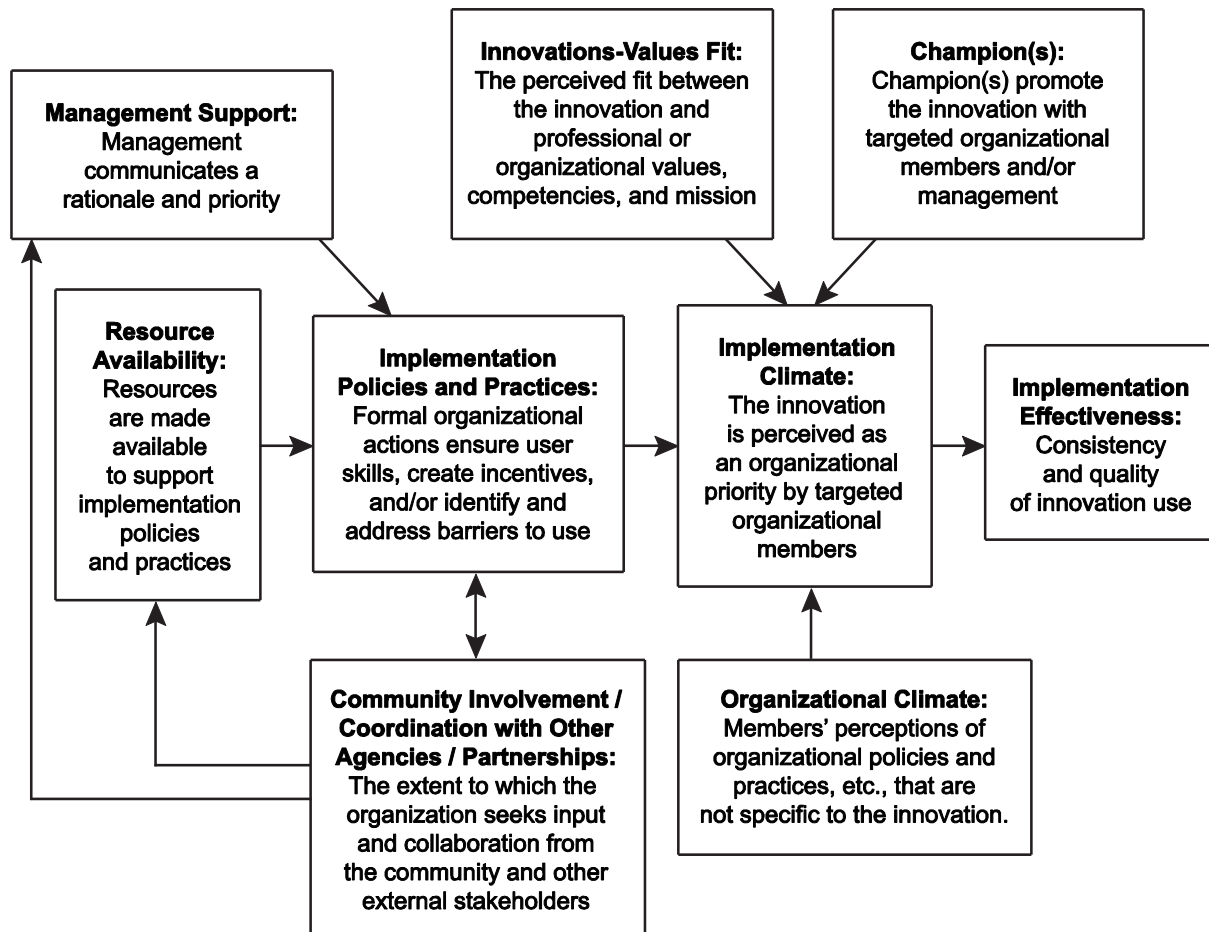 Management Support:
Management
communicates a
rationale and priority
Innovations-Values Fit:
The perceived fit between
the innovation and
professional or
organizational values,
competencies, and mission
Champion(s):
Champion(s) promote
the innovation with
targeted organizational
members and/or
management
Resource
Availability:
Resources
are made
available
to support
implementation
policies
and practices
Implementation
Policies and Practices:
Formal organizational
actions ensure user
skills, create incentives,
and/or identify and
address barriers to use
Implementation
Climate:
The innovation
is perceived as
an organizational
priority by targeted
organizational
members
Implementation
Effectiveness:
Consistency
and quality
of innovation use
Community Involvement /
Coordination with Other
Agencies / Partnerships:
The extent to which the
organization seeks input
and collaboration from
the community and other
external stakeholders
Organizational Climate:
Members’ perceptions of
organizational policies and
practices, etc., that are
not specific to the innovation.